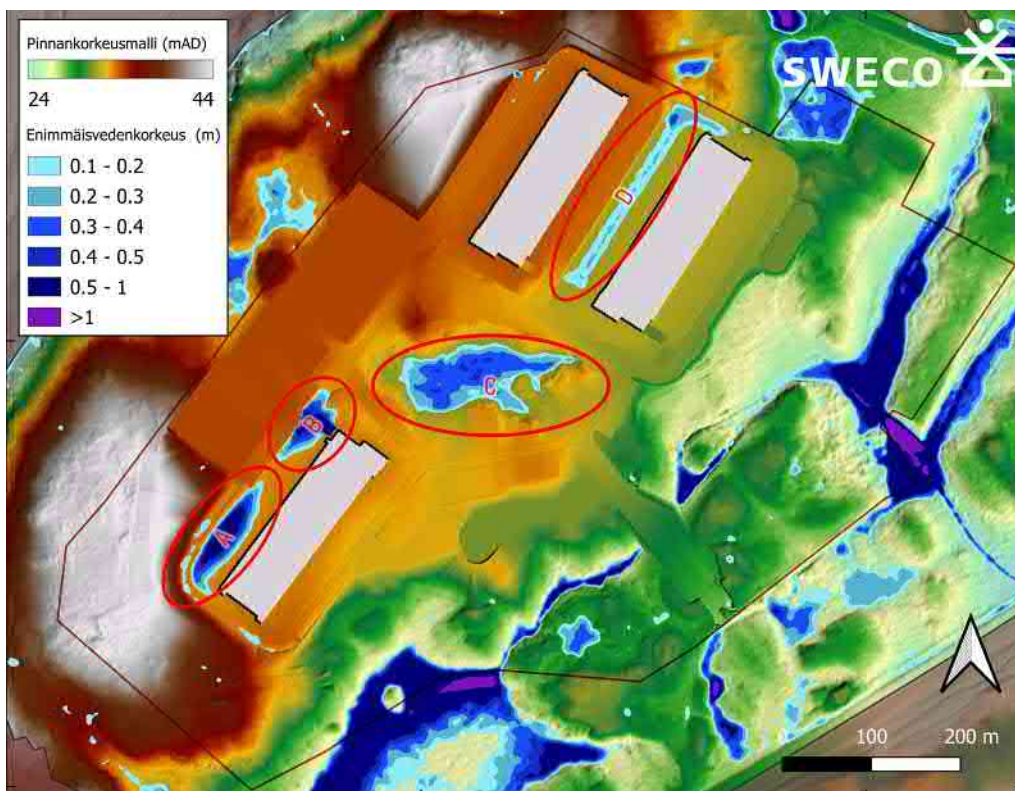 Pinnankorkeusmalli (mAD)
24 44
Enimmäisvedenkorkeus (m)
0.1 - 0.2
0.2 - 0.3
0.3 - 0.4
0.4 - 0.5
0.5 - 1
>1
SWECO
D
C
B
A
0 100 200 m